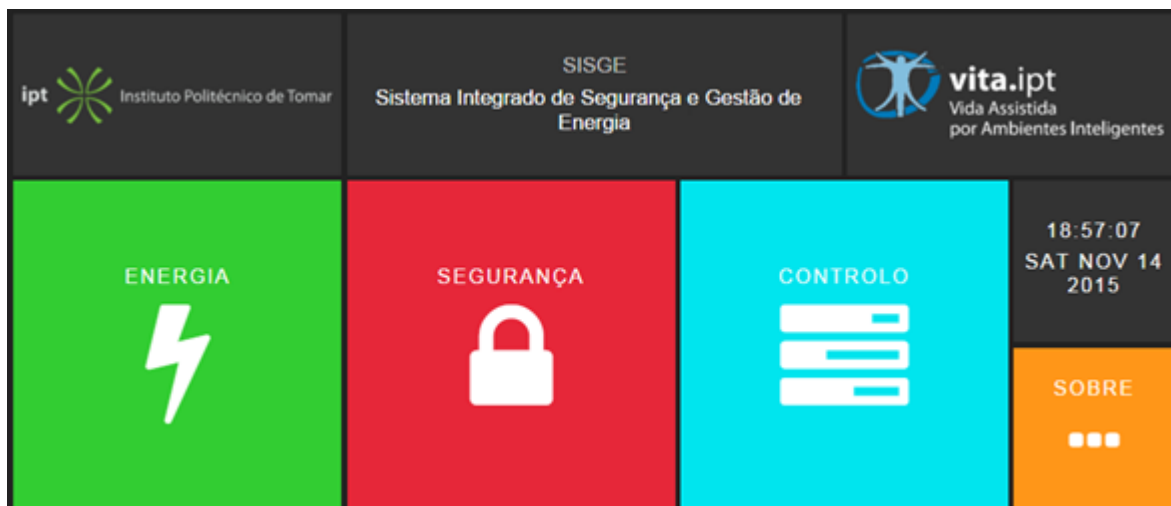 ipt Instituto Politécnico de Tomar
SISGE
Sistema Integrado de Segurança e Gestão de
Energia
vita.ipt
Vida Assistida
por Ambientes Inteligentes
ENERGIA
SEGURANÇA
CONTROLO
18:57:07
SAT NOV 14
2015
SOBRE